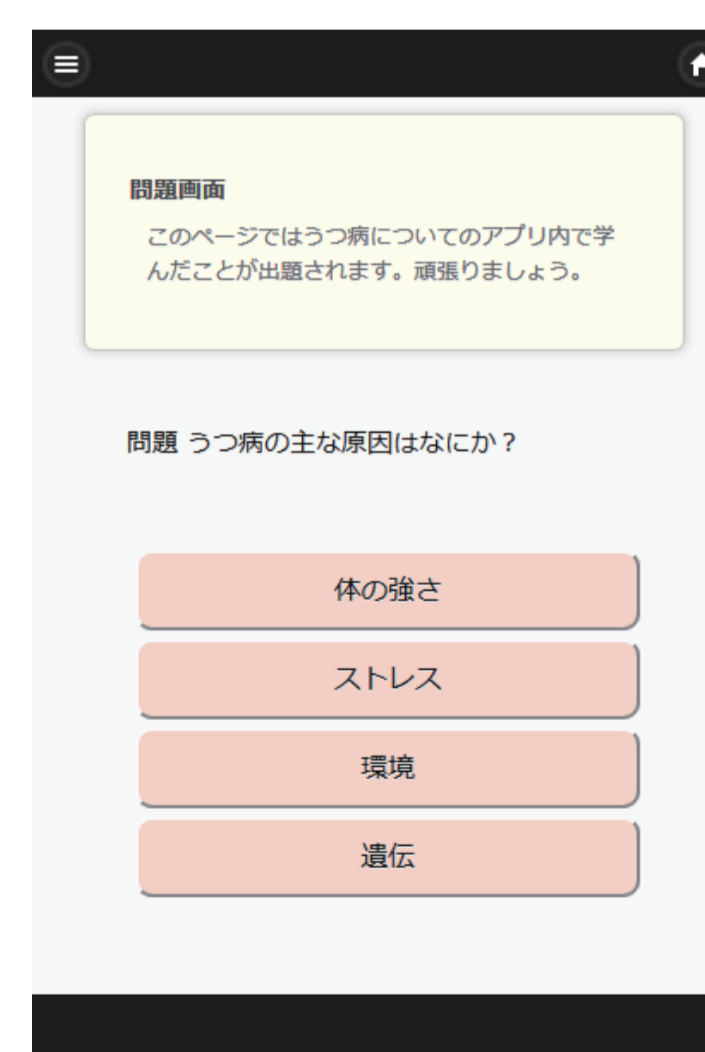 問題画面
このページではうつ病についてのアプリ内で学
んだことが出題されます。頑張りましょう。
問題 うつ病の主な原因はなにか？
体の強さ
ストレス
環境
遺伝